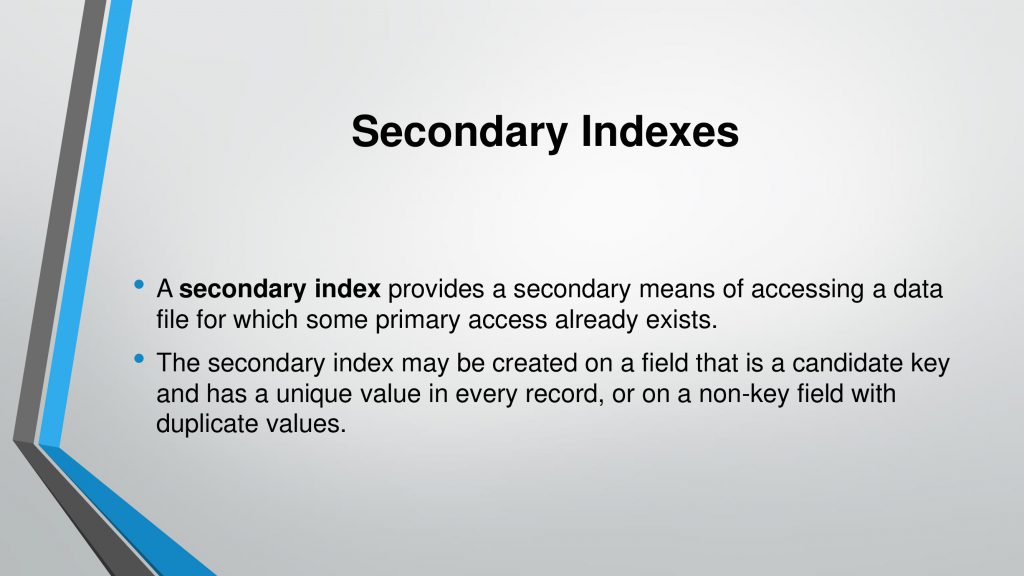 Secondary Indexes
• A secondary index provides a secondary means of accessing a data
file for which some primary access already exists.
• The secondary index may be created on a field that is a candidate key
and has a unique value in every record, or on a non-key field with
duplicate values.